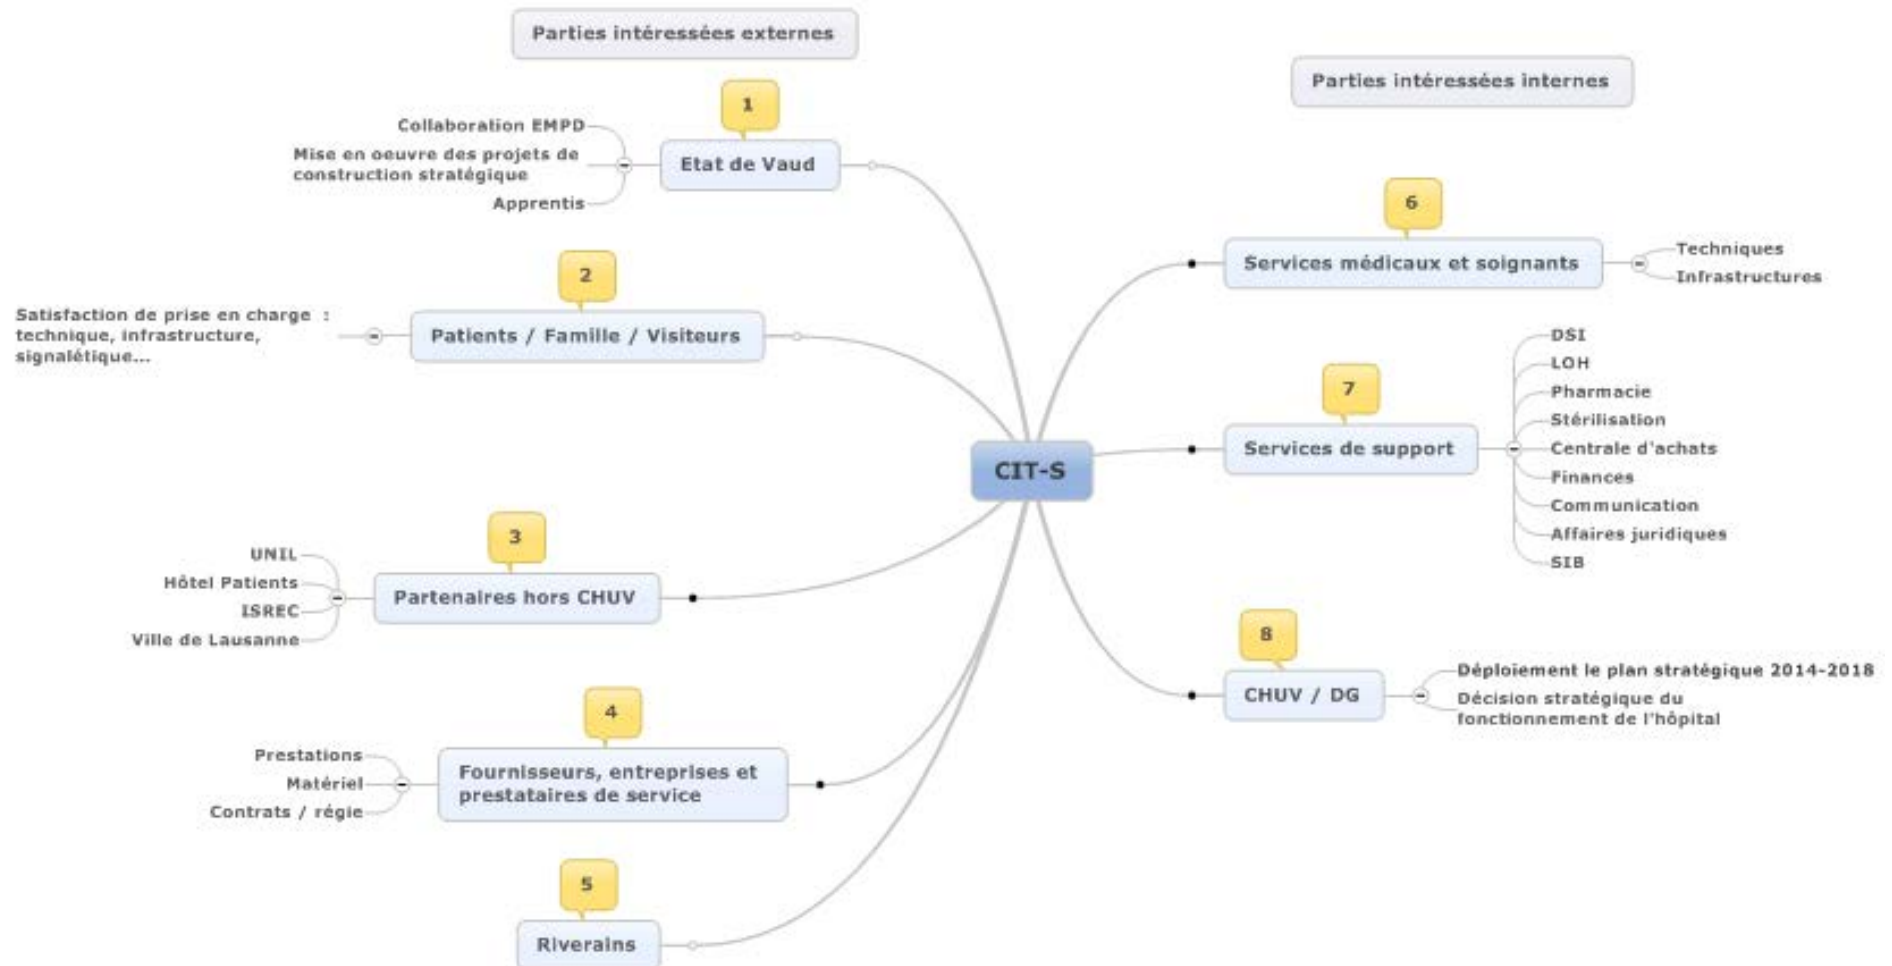 Parties intéressées externes
1
Etat de Vaud
Collaboration EMPD
Mise en oeuvre des projets de
construction stratégique
Apprentis
2
Patients / Famille / Visiteurs
Satisfaction de prise en charge :
technique, infrastructure,
signalétique...
3
Partenaires hors CHUV
UNIL
Hôtel Patients
ISREC
Ville de Lausanne
4
Fournisseurs, entreprises et
prestataires de service
Prestations
Matériel
Contrats / régie
5
Riverains
CIT-S
Parties intéressées internes
6
Services médicaux et soignants
Techniques
Infrastructures
7
Services de support
DSI
LOH
Pharmacie
Stérilisation
Centrale d'achats
Finances
Communication
Affaires juridiques
SIB
8
CHUV / DG
Déploiement le plan stratégique 2014-2018
Décision stratégique du
fonctionnement de l'hôpital